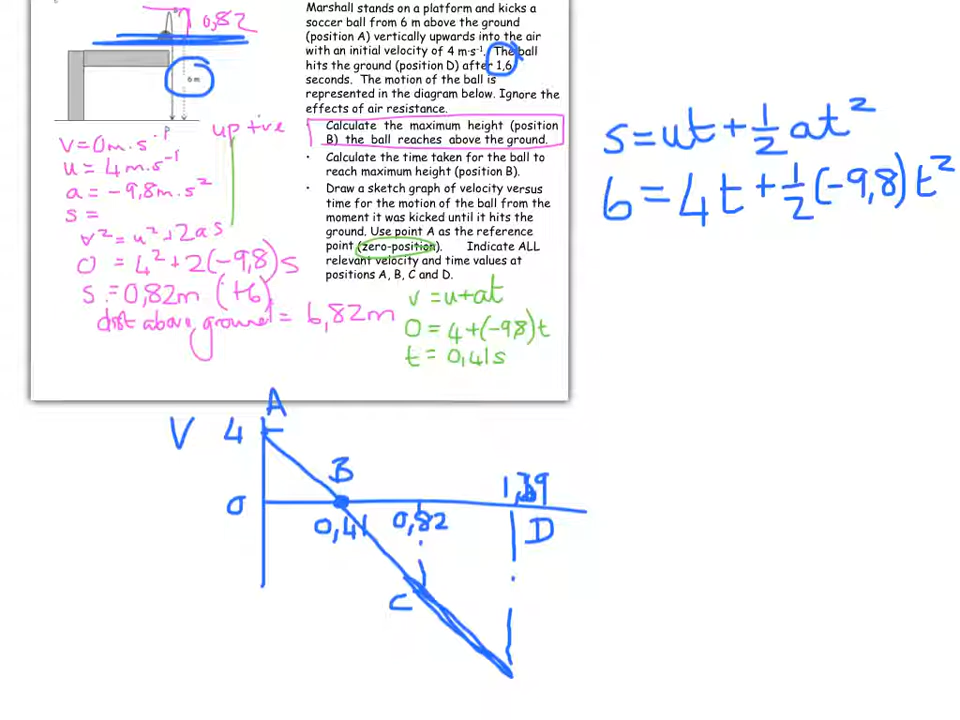 0,82
6 m
Marshall stands on a platform and kicks a
soccer ball from 6 m above the ground
(position A) vertically upwards into the air
with an initial velocity of 4 m·s-1. The ball
hits the ground (position D) after 1,6
seconds. The motion of the ball is
represented in the diagram below. Ignore the
effects of air resistance.
Calculate the maximum height (position
B) the ball reaches above the ground.
• Calculate the time taken for the ball to
reach maximum height (position B).
• Draw a sketch graph of velocity versus
time for the motion of the ball from the
moment it was kicked until it hits the
ground. Use point A as the reference
point (zero-position). Indicate ALL
relevant velocity and time values at
positions A, B, C and D.
up +ive
v = 0 m.s-1
u = 4 m.s-1
a = -9,8 m.s2
s =
v2 = u2 + 2as
0 = 42 + 2(-9,8)s
s = 0,82m (+6)
dist above ground = 6,82m
v = u+at
0 = 4+(-9,8)t
t = 0,41s
s = ut + 1/2 at2
6 = 4t + 1/2 (-9,8) t2
A
V 4
B
0
0,41 0,82
D
C